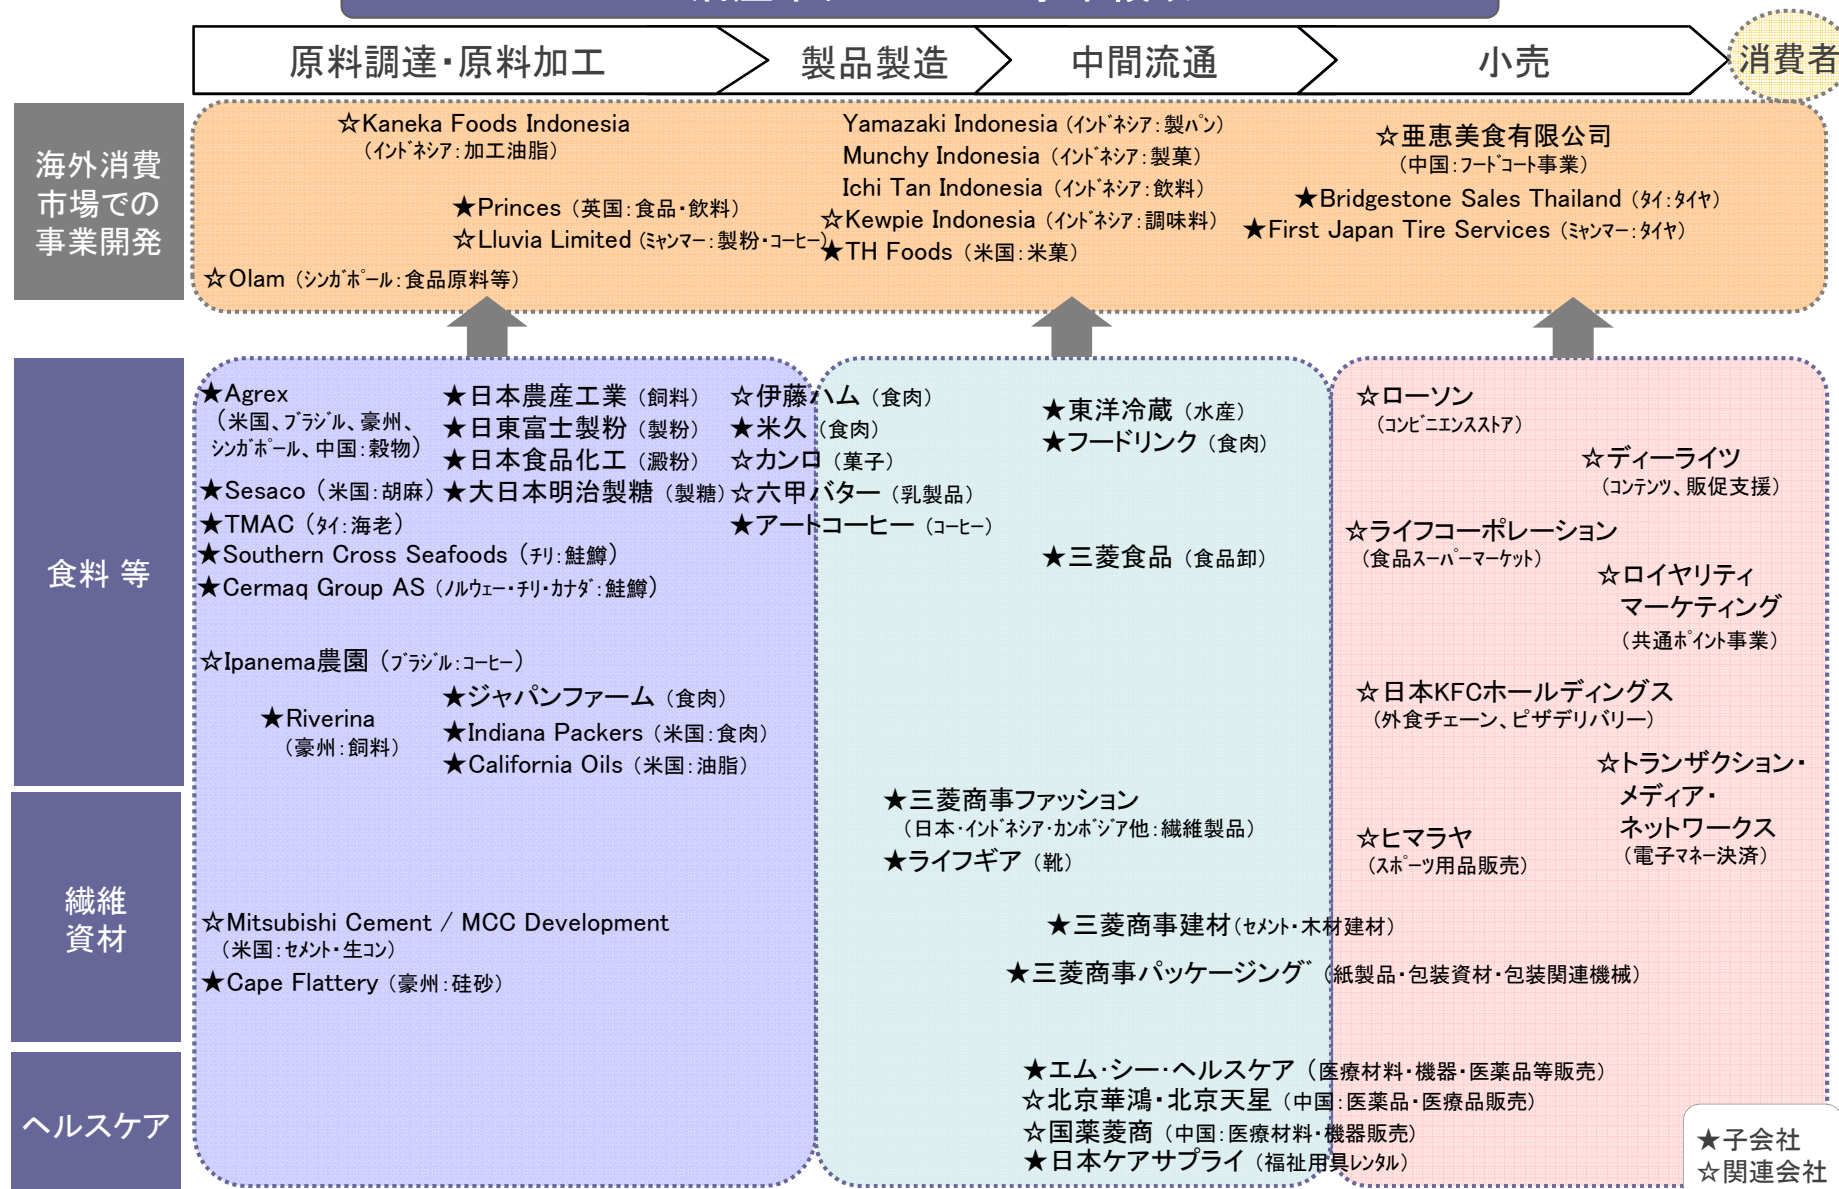 原料調達・原料加工
製品製造
中間流通
小売
消費者
海外消費
市場での
事業開発
☆Kaneka Foods Indonesia
(ｲﾝﾄﾞﾈｼｱ:加工油脂)
★Princes (英国:食品・飲料)
☆Lluvia Limited (ﾐｬﾝﾏｰ:製粉・ｺｰﾋｰ)
☆Olam (ｼﾝｶﾞﾎﾟｰﾙ:食品原料等)
Yamazaki Indonesia (ｲﾝﾄﾞﾈｼｱ:製ﾊﾟﾝ)
Munchy Indonesia (ｲﾝﾄﾞﾈｼｱ:製菓)
Ichi Tan Indonesia (ｲﾝﾄﾞﾈｼｱ:飲料)
☆Kewpie Indonesia (ｲﾝﾄﾞﾈｼｱ:調味料)
★TH Foods (米国:米菓)
☆亜恵美食有限公司
(中国:ﾌｰﾄﾞｺｰﾄ事業)
★Bridgestone Sales Thailand (ﾀｲ:ﾀｲﾔ)
★First Japan Tire Services (ﾐｬﾝﾏｰ:ﾀｲﾔ)
食料 等
★Agrex
(米国、ﾌﾞﾗｼﾞﾙ、豪州、
ｼﾝｶﾞﾎﾟｰﾙ、中国:穀物)
★Sesaco (米国:胡麻)
★TMAC (ﾀｲ:海老)
★Southern Cross Seafoods (ﾁﾘ:鮭鱒)
★Cermaq Group AS (ﾉﾙｳｪｰ・ﾁﾘ・ｶﾅﾀﾞ:鮭鱒)
☆Ipanema農園 (ﾌﾞﾗｼﾞﾙ:ｺｰﾋｰ)
★Riverina
(豪州:飼料)
★日本農産工業 (飼料)
★日東富士製粉 (製粉)
★日本食品化工 (澱粉)
★大日本明治製糖 (製糖)
★ジャパンファーム (食肉)
★Indiana Packers (米国:食肉)
★California Oils (米国:油脂)
☆伊藤ハム (食肉)
★米久 (食肉)
☆カンロ (菓子)
☆六甲バター (乳製品)
★アートコーヒー (ｺｰﾋｰ)
★東洋冷蔵 (水産)
★フードリンク (食肉)
★三菱食品 (食品卸)
☆ローソン
(ｺﾝﾋﾞﾆｴﾝｽｽﾄｱ)
☆ディーライツ
(ｺﾝﾃﾝﾂ、販促支援)
☆ライフコーポレーション
(食品ｽｰﾊﾟｰﾏｰｹｯﾄ)
☆ロイヤリティ
マーケティング
(共通ﾎﾟｲﾝﾄ事業)
☆日本KFCホールディングス
(外食チェーン、ピザデリバリー)
☆トランザクション・
メディア・
ネットワークス
(電子ﾏﾈｰ決済)
☆ヒマラヤ
(ｽﾎﾟｰﾂ用品販売)
繊維
資材
★三菱商事ファッション
(日本・ｲﾝﾄﾞﾈｼｱ・ｶﾝﾎﾞｼﾞｱ他:繊維製品)
★ライフギア (靴)
☆Mitsubishi Cement / MCC Development
(米国:ｾﾒﾝﾄ・生ｺﾝ)
★Cape Flattery (豪州:硅砂)
★三菱商事建材(ｾﾒﾝﾄ・木材建材)
★三菱商事パッケージング (紙製品・包装資材・包装関連機械)
ヘルスケア
★エム・シー・ヘルスケア (医療材料・機器・医薬品等販売)
☆北京華鴻・北京天星 (中国:医薬品・医療品販売)
☆国薬菱商 (中国:医療材料・機器販売)
★日本ケアサプライ (福祉用具ﾚﾝﾀﾙ)
★子会社
☆関連会社